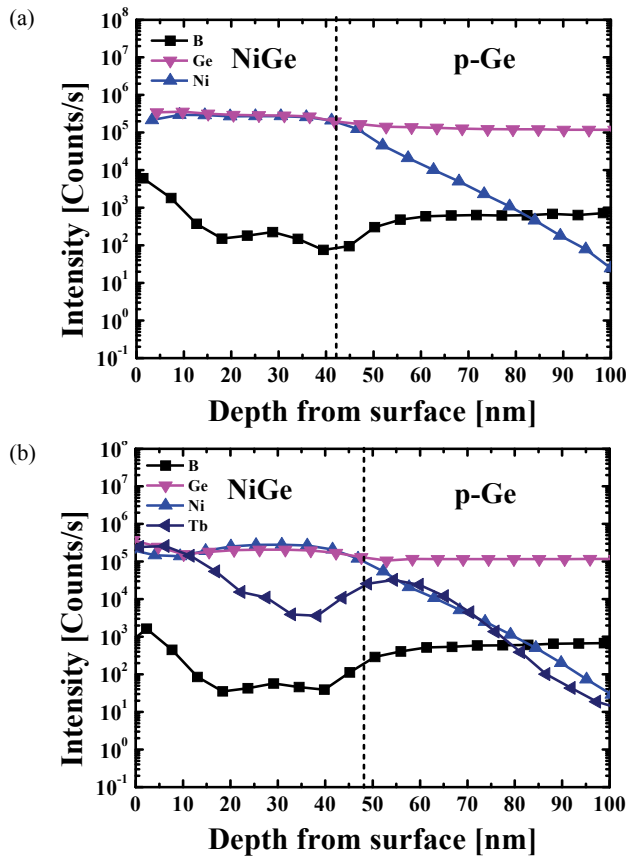 (a)
10^8
10^7
10^6
10^5
10^4
10^3
10^2
10^1
10^0
10^-1
Intensity [Counts/s]
B
Ge
Ni
NiGe
p-Ge
0 10 20 30 40 50 60 70 80 90 100
Depth from surface [nm]
(b)
10^8
10^7
10^6
10^5
10^4
10^3
10^2
10^1
10^0
10^-1
Intensity [Counts/s]
B
Ge
Ni
Tb
NiGe
p-Ge
0 10 20 30 40 50 60 70 80 90 100
Depth from surface [nm]